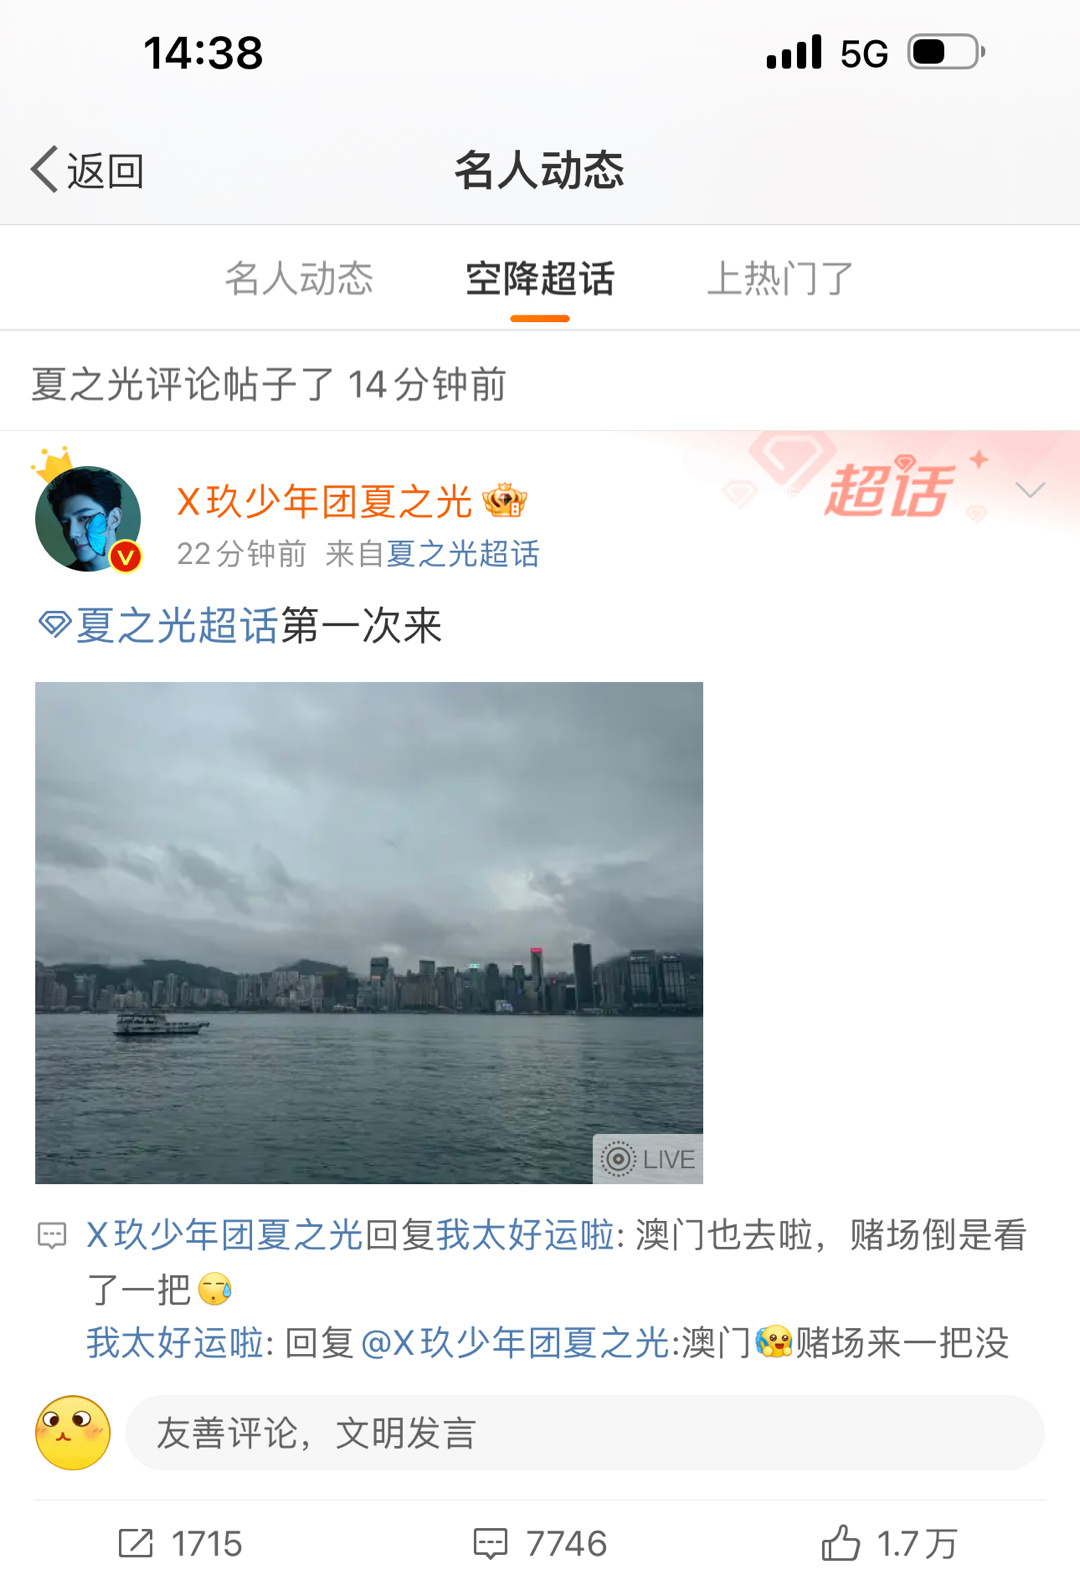 14:38 5G
返回 名人动态
名人动态 空降超话 上热门了
夏之光评论帖子了 14分钟前
超话
X玖少年团夏之光
22分钟前 来自夏之光超话
夏之光超话第一次来
LIVE
X玖少年团夏之光回复我太好运啦: 澳门也去啦，赌场倒是看
了一把
我太好运啦: 回复 @X玖少年团夏之光:澳门赌场来一把没
友善评论，文明发言
1715 7746 1.7万